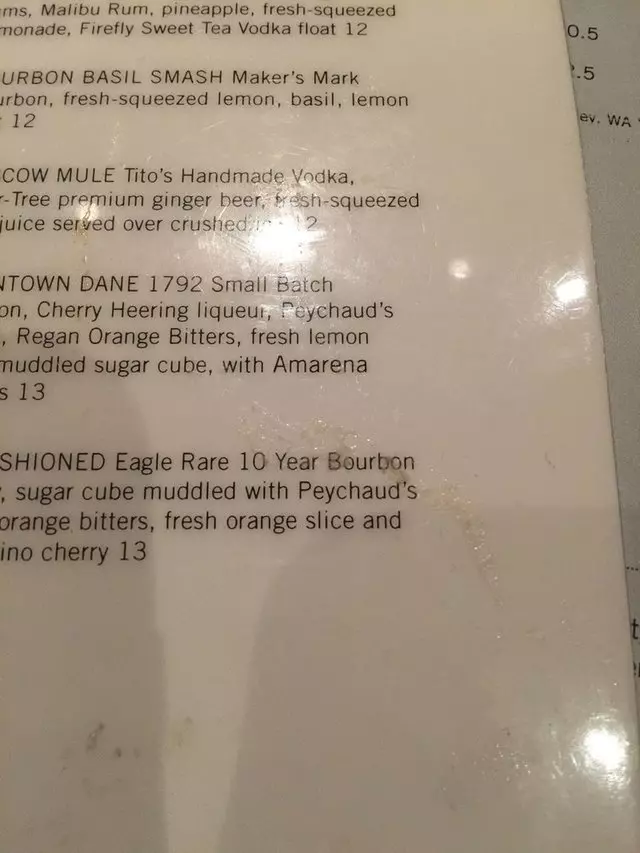 ms, Malibu Rum, pineapple, fresh-squeezed
monade, Firefly Sweet Tea Vodka float 12
URBON BASIL SMASH Maker's Mark
urbon, fresh-squeezed lemon, basil, lemon
12
COW MULE Tito's Handmade Vodka,
r-Tree premium ginger beer, fresh-squeezed
juice served over crushed 12
NTOWN DANE 1792 Small Batch
on, Cherry Heering liqueur, Peychaud's
, Regan Orange Bitters, fresh lemon
muddled sugar cube, with Amarena
s 13
SHIONED Eagle Rare 10 Year Bourbon
, sugar cube muddled with Peychaud's
orange bitters, fresh orange slice and
ino cherry 13
0.5
.5
ey, WA